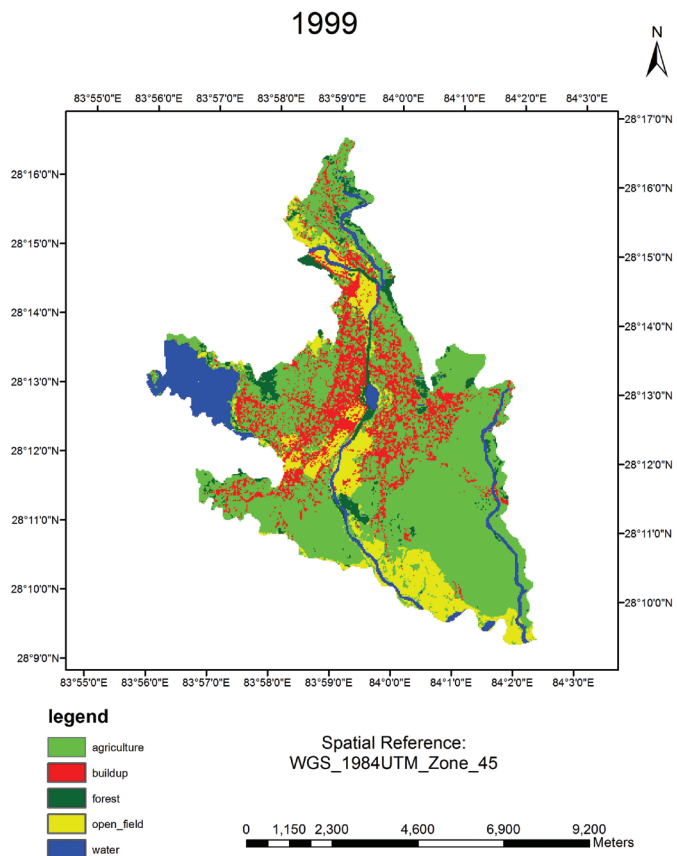 1999
N
83°55'0"E 83°56'0"E 83°57'0"E 83°58'0"E 83°59'0"E 84°0'0"E 84°1'0"E 84°2'0"E 84°3'0"E
28°17'0"N
28°16'0"N 28°16'0"N
28°15'0"N 28°15'0"N
28°14'0"N 28°14'0"N
28°13'0"N 28°13'0"N
28°12'0"N 28°12'0"N
28°11'0"N 28°11'0"N
28°10'0"N 28°10'0"N
28°9'0"N
83°55'0"E 83°56'0"E 83°57'0"E 83°58'0"E 83°59'0"E 84°0'0"E 84°1'0"E 84°2'0"E 84°3'0"E
legend
agriculture
buildup
forest
open_field
water
Spatial Reference:
WGS_1984UTM_Zone_45
0 1,150 2,300 4,600 6,900 9,200
Meters